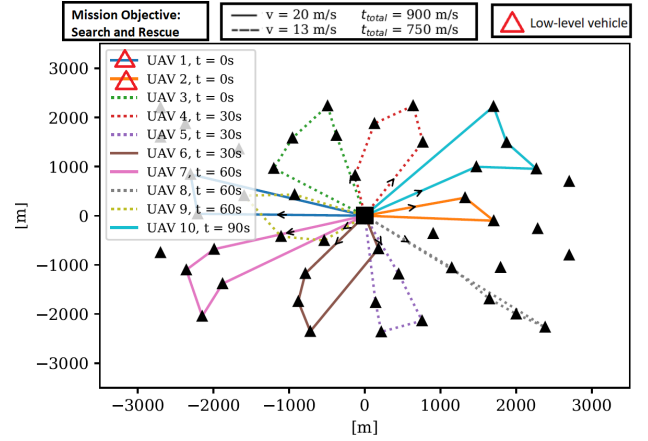 Mission Objective:
Search and Rescue
v = 20 m/s t_total = 900 m/s
v = 13 m/s t_total = 750 m/s
Low-level vehicle
UAV 1, t = 0s
UAV 2, t = 0s
UAV 3, t = 0s
UAV 4, t = 30s
UAV 5, t = 30s
UAV 6, t = 30s
UAV 7, t = 60s
UAV 8, t = 60s
UAV 9, t = 60s
UAV 10, t = 90s
3000
2000
1000
0
−1000
−2000
−3000
[m]
−3000 −2000 −1000 0 1000 2000 3000
[m]